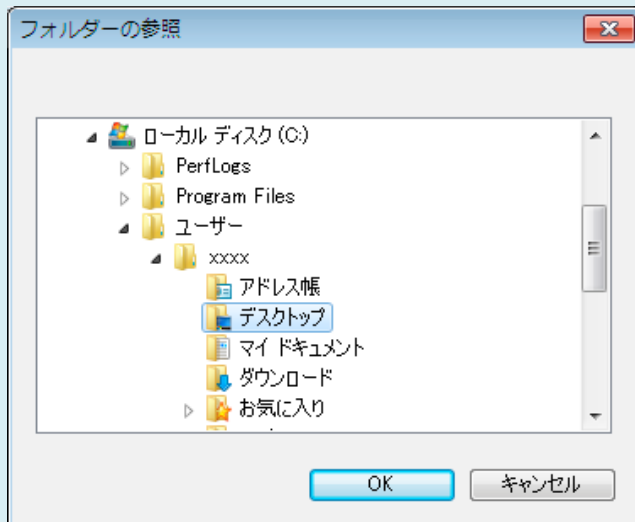 フォルダーの参照
ローカル ディスク (C:)
PerfLogs
Program Files
ユーザー
xxxx
アドレス帳
デスクトップ
マイ ドキュメント
ダウンロード
お気に入り
OK
キャンセル